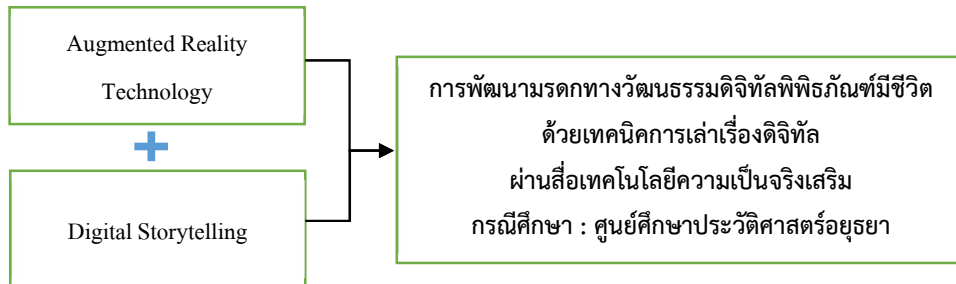 Augmented Reality
Technology
+
Digital Storytelling
การพัฒนามรดกทางวัฒนธรรมดิจิทัลพิพิธภัณฑ์มีชีวิต
ด้วยเทคนิคการเล่าเรื่องดิจิทัล
ผ่านสื่อเทคโนโลยีความเป็นจริงเสริม
กรณีศึกษา : ศูนย์ศึกษาประวัติศาสตร์อยุธยา